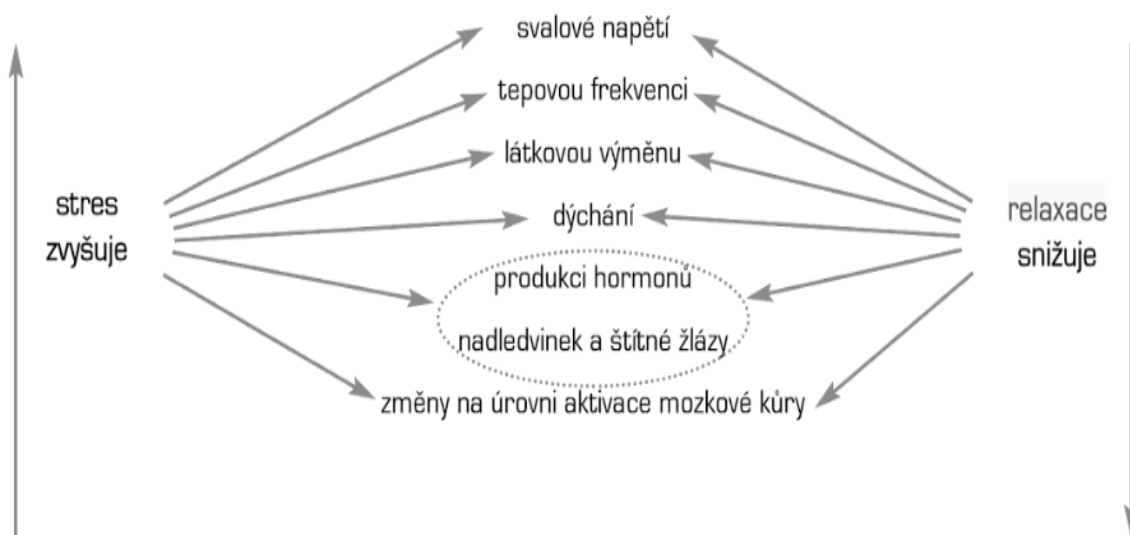 svalové napětí
tepovou frekvenci
látkovou výměnu
stres
zvyšuje
dýchání
relaxace
snižuje
produkci hormonů
nadledvinek a štítné žlázy
změny na úrovni aktivace mozkové kůry